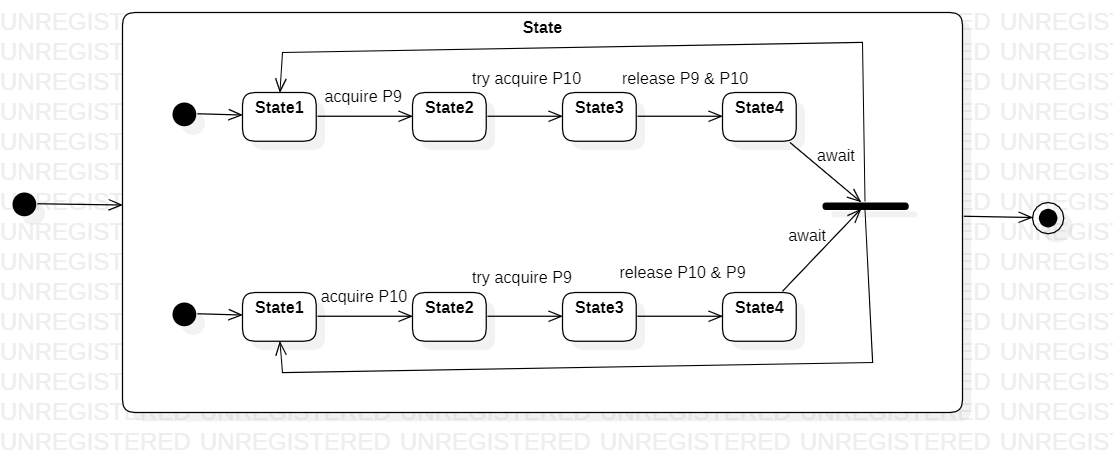 State
try acquire P10
release P9 & P10
acquire P9
State1
State2
State3
State4
await
await
try acquire P9
release P10 & P9
acquire P10
State1
State2
State3
State4
UNREGISTERED UNREGISTERED UNREGISTERED UNREGISTERED UNREGISTERED